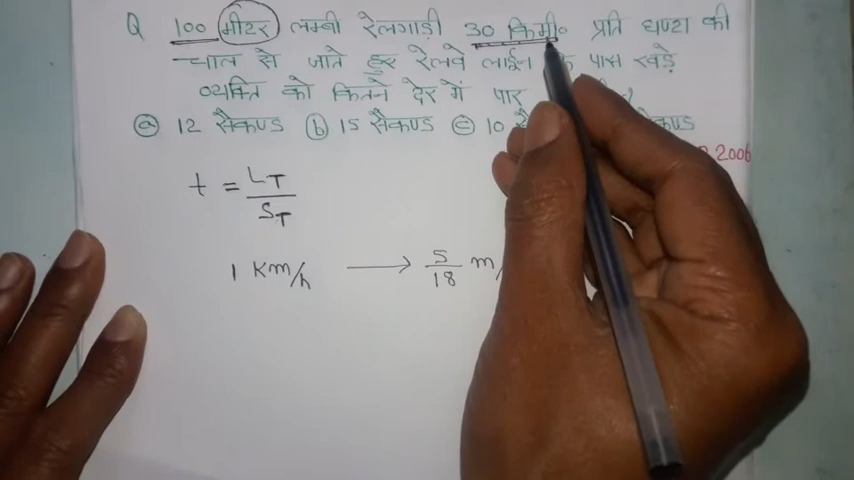 Q 100 मीटर लम्बी रेलगाड़ी 30 किमी० प्रति घण्टा की
चाल से जाते हुए रेलवे लाईन के पास खड़े
व्यक्ति को कितने देर में पार
ⓐ 12 सैकण्ड ⓑ 15 सैकण्ड ⓒ 10
2006
t = LT / ST
1 Km/h ⟶ 5/18 m/